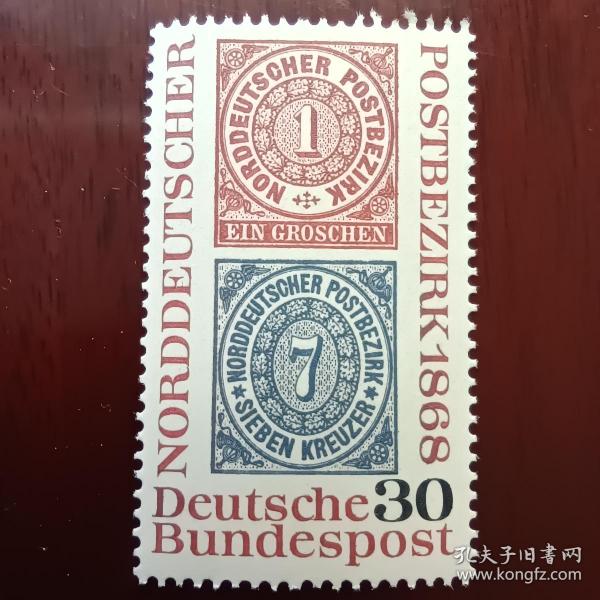 NORDDEUTSCHER
POSTBEZIRK 1868
NORDDEUTSCHER POSTBEZIRK
1
EIN GROSCHEN
NORDDEUTSCHER POSTBEZIRK
7
SIEBEN KREUZER
Deutsche 30
Bundespost
孔夫子旧书网
www.kongfz.com